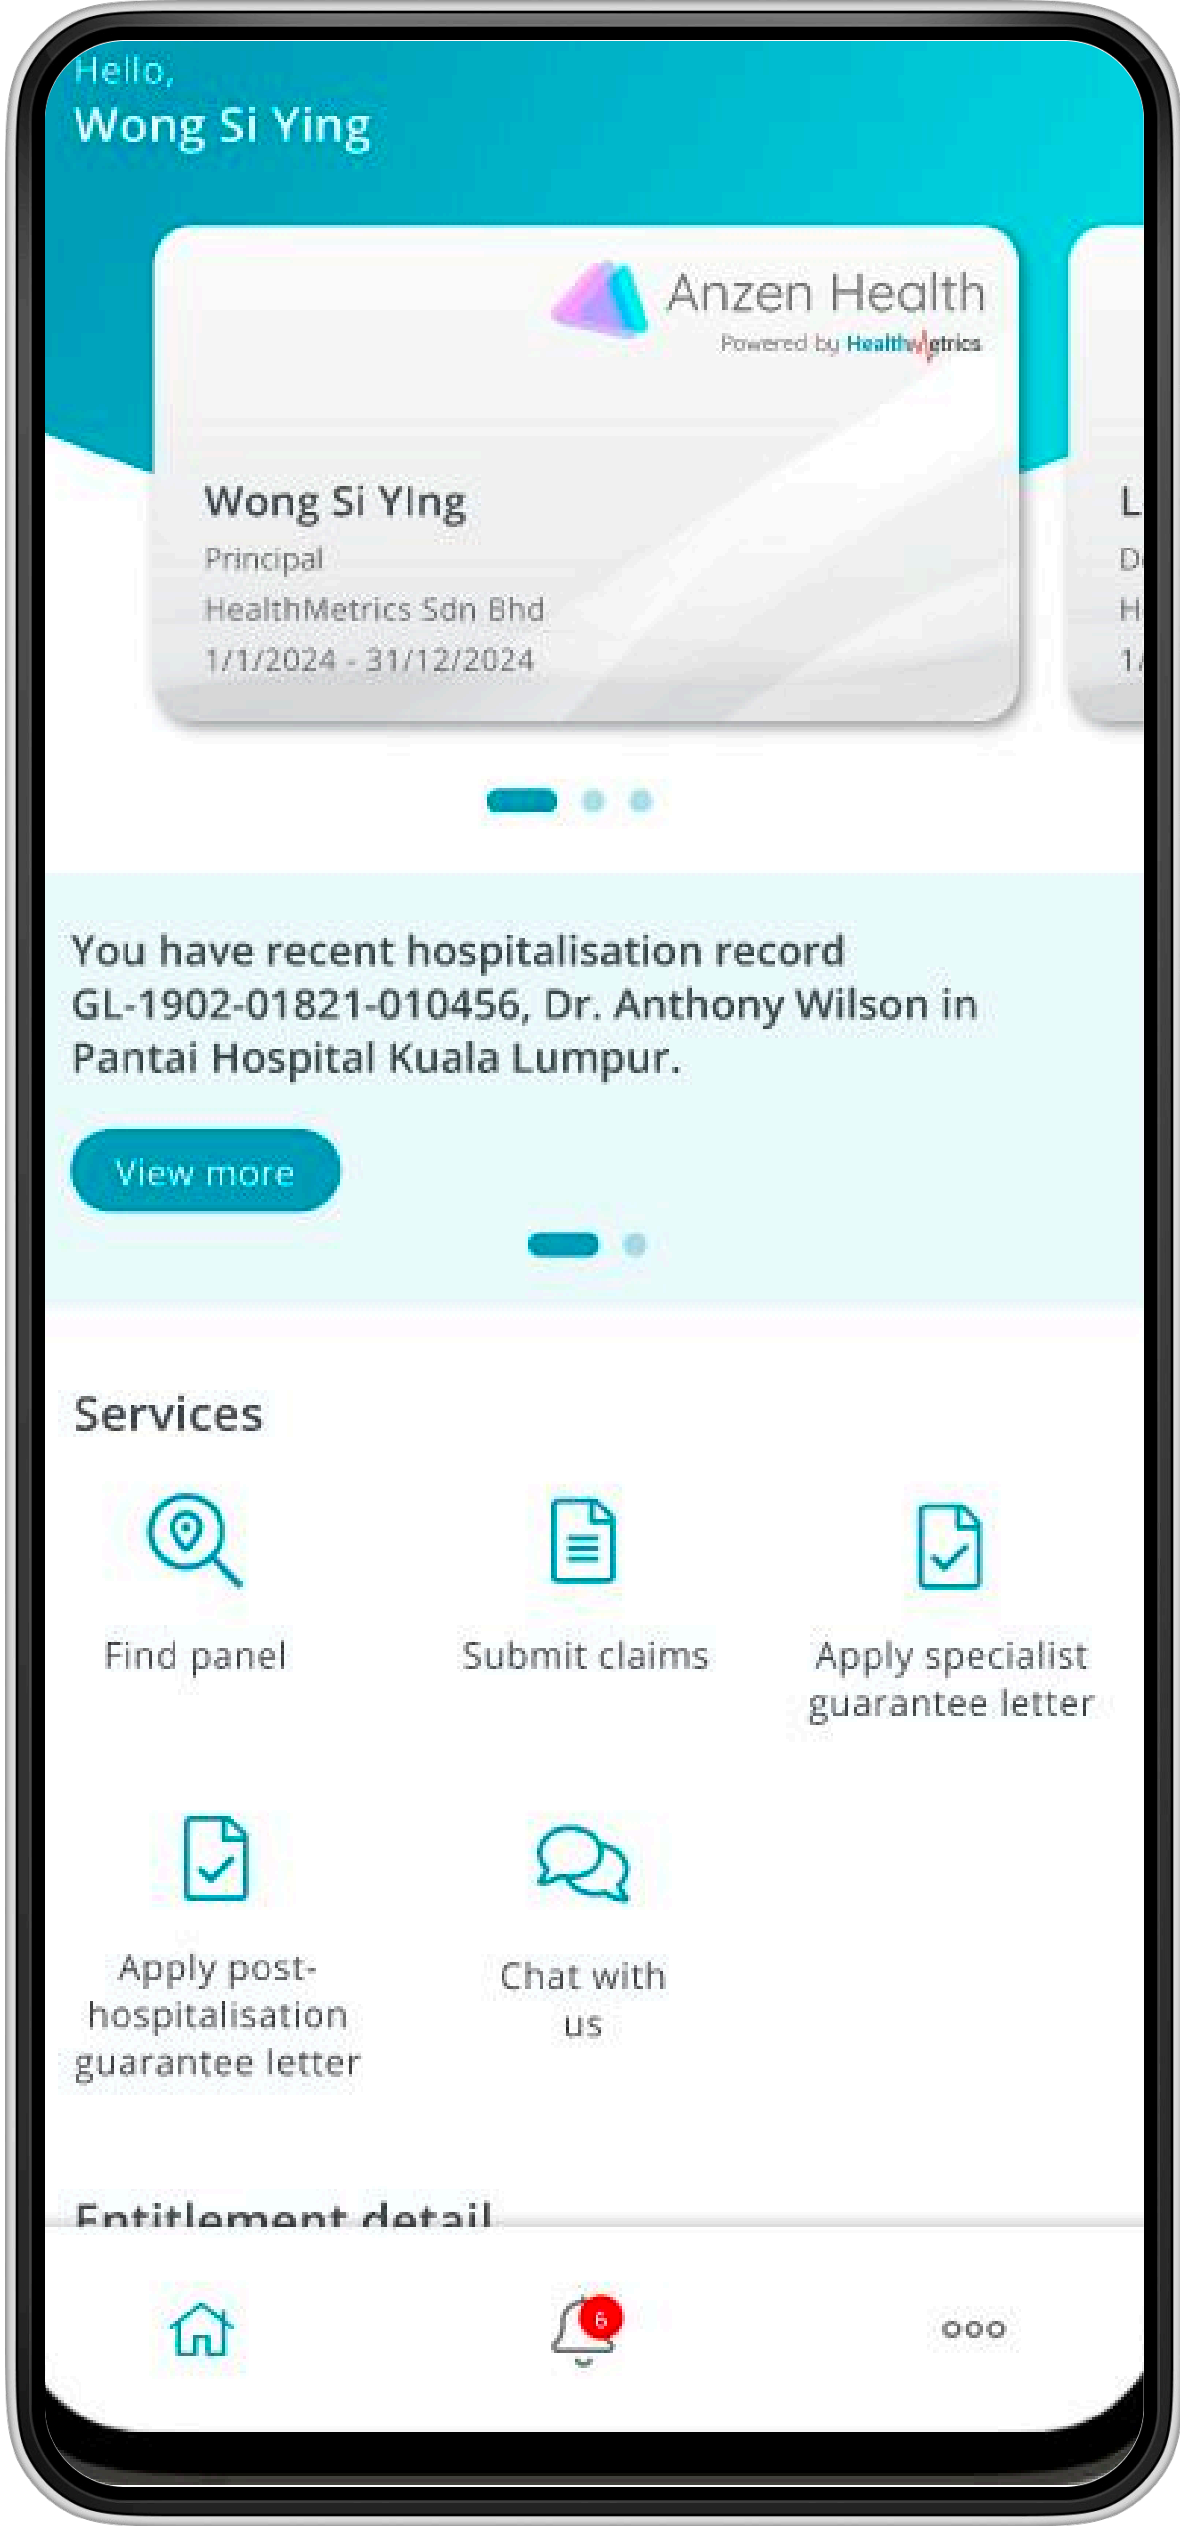 Hello,
Wong Si Ying
Anzen Health
Powered by HealthMetrics
Wong Si YIng
Principal
HealthMetrics Sdn Bhd
1/1/2024 - 31/12/2024
L
D
H
1/
You have recent hospitalisation record
GL-1902-01821-010456, Dr. Anthony Wilson in
Pantai Hospital Kuala Lumpur.
View more
Services
Find panel
Submit claims
Apply specialist
guarantee letter
Apply post-
hospitalisation
guarantee letter
Chat with
us
Entitlement detail
6